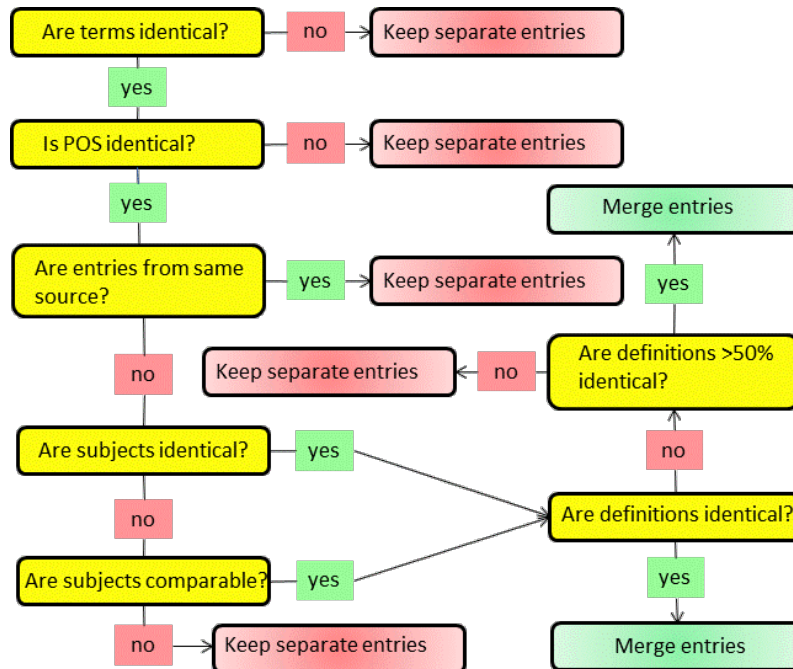 Are terms identical?
no
Keep separate entries
yes
Is POS identical?
no
Keep separate entries
yes
Merge entries
Are entries from same
source?
yes
Keep separate entries
yes
no
Keep separate entries
no
Are definitions >50%
identical?
Are subjects identical?
yes
no
no
Are definitions identical?
Are subjects comparable?
yes
yes
no
Keep separate entries
Merge entries